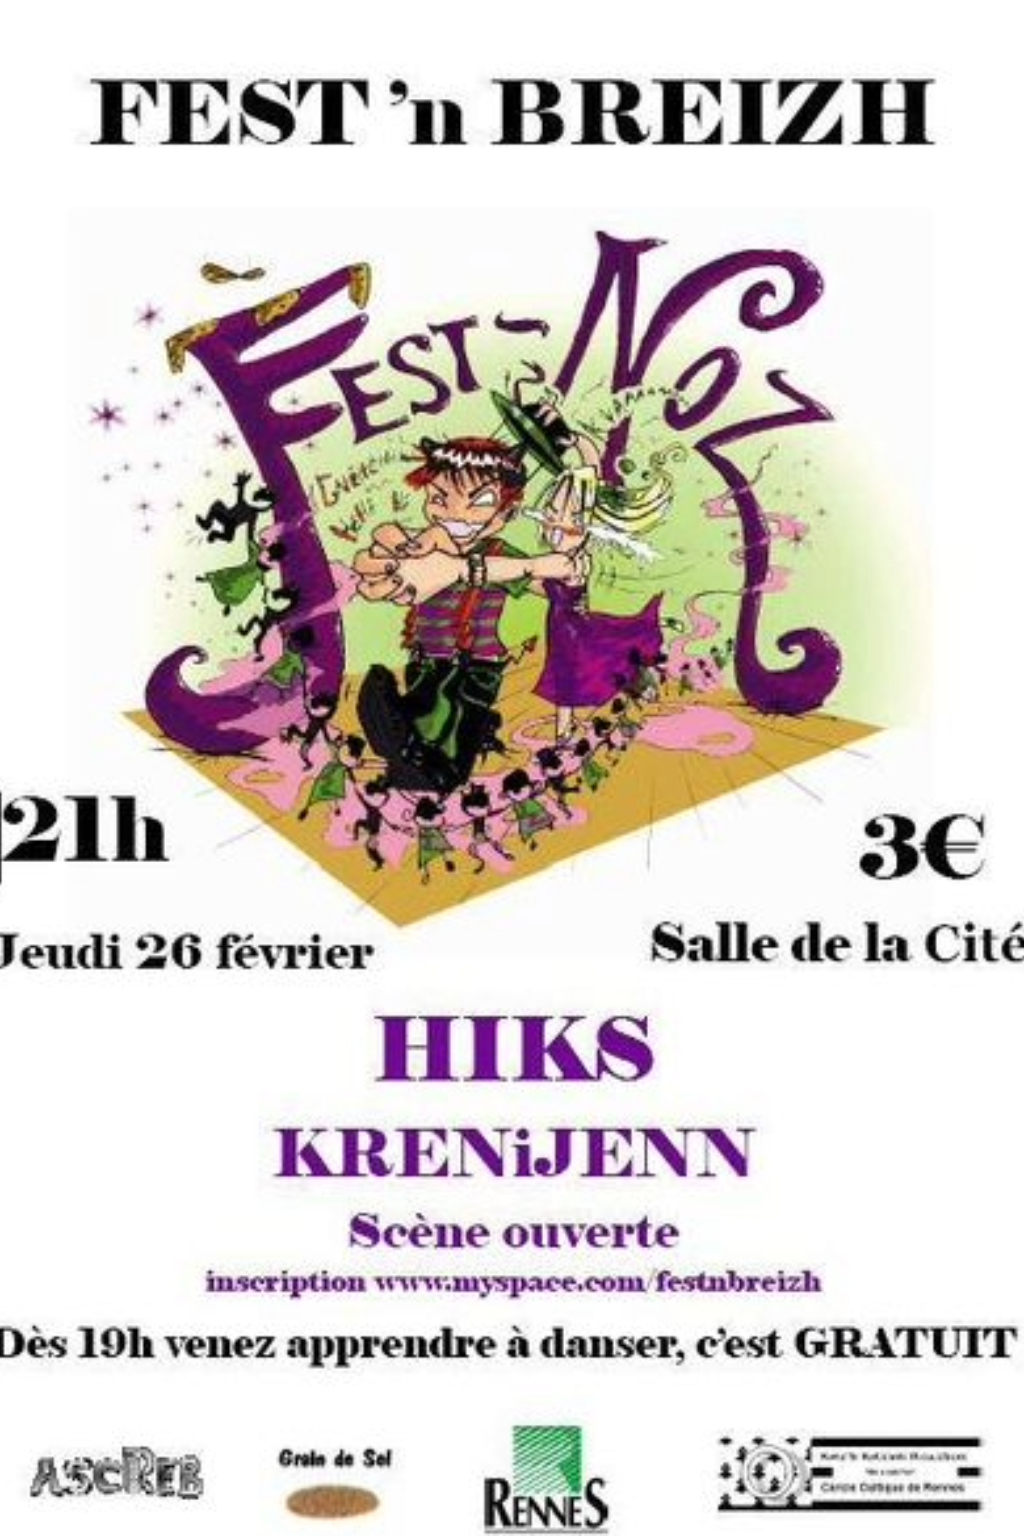 FEST 'n BREIZH
FEST-NOZ
21h
3€
Jeudi 26 février
Salle de la Cité
HIKS
KRENiJENN
Scène ouverte
inscription www.myspace.com/festnbreizh
Dès 19h venez apprendre à danser, c'est GRATUIT
ASCREB
Grain de Sel
RENNES
Cercle Celtique de Rennes